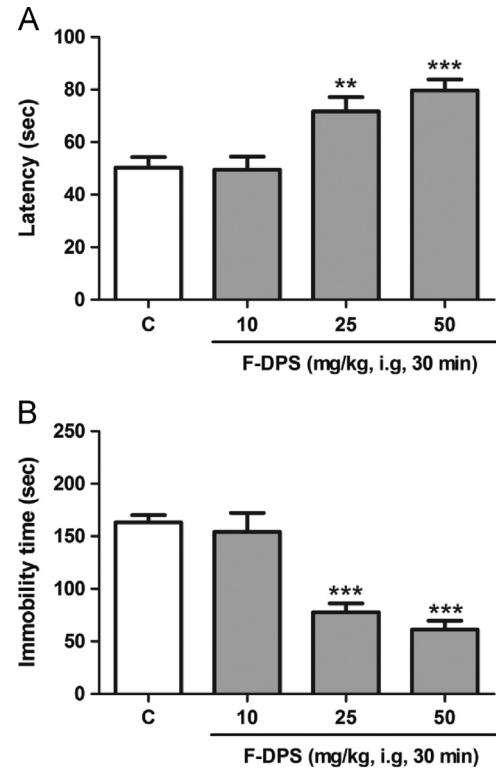 A
Latency (sec)
100
80
60
40
20
0
**
***
C
10
25
50
F-DPS (mg/kg, i.g, 30 min)
B
Immobility time (sec)
250
200
150
100
50
0
***
***
C
10
25
50
F-DPS (mg/kg, i.g, 30 min)